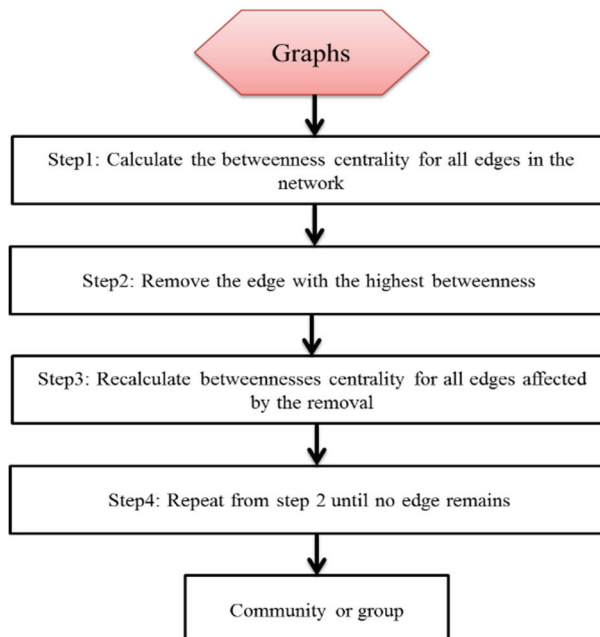 Graphs
Step1: Calculate the betweenness centrality for all edges in the
network
Step2: Remove the edge with the highest betweenness
Step3: Recalculate betweennesses centrality for all edges affected
by the removal
Step4: Repeat from step 2 until no edge remains
Community or group